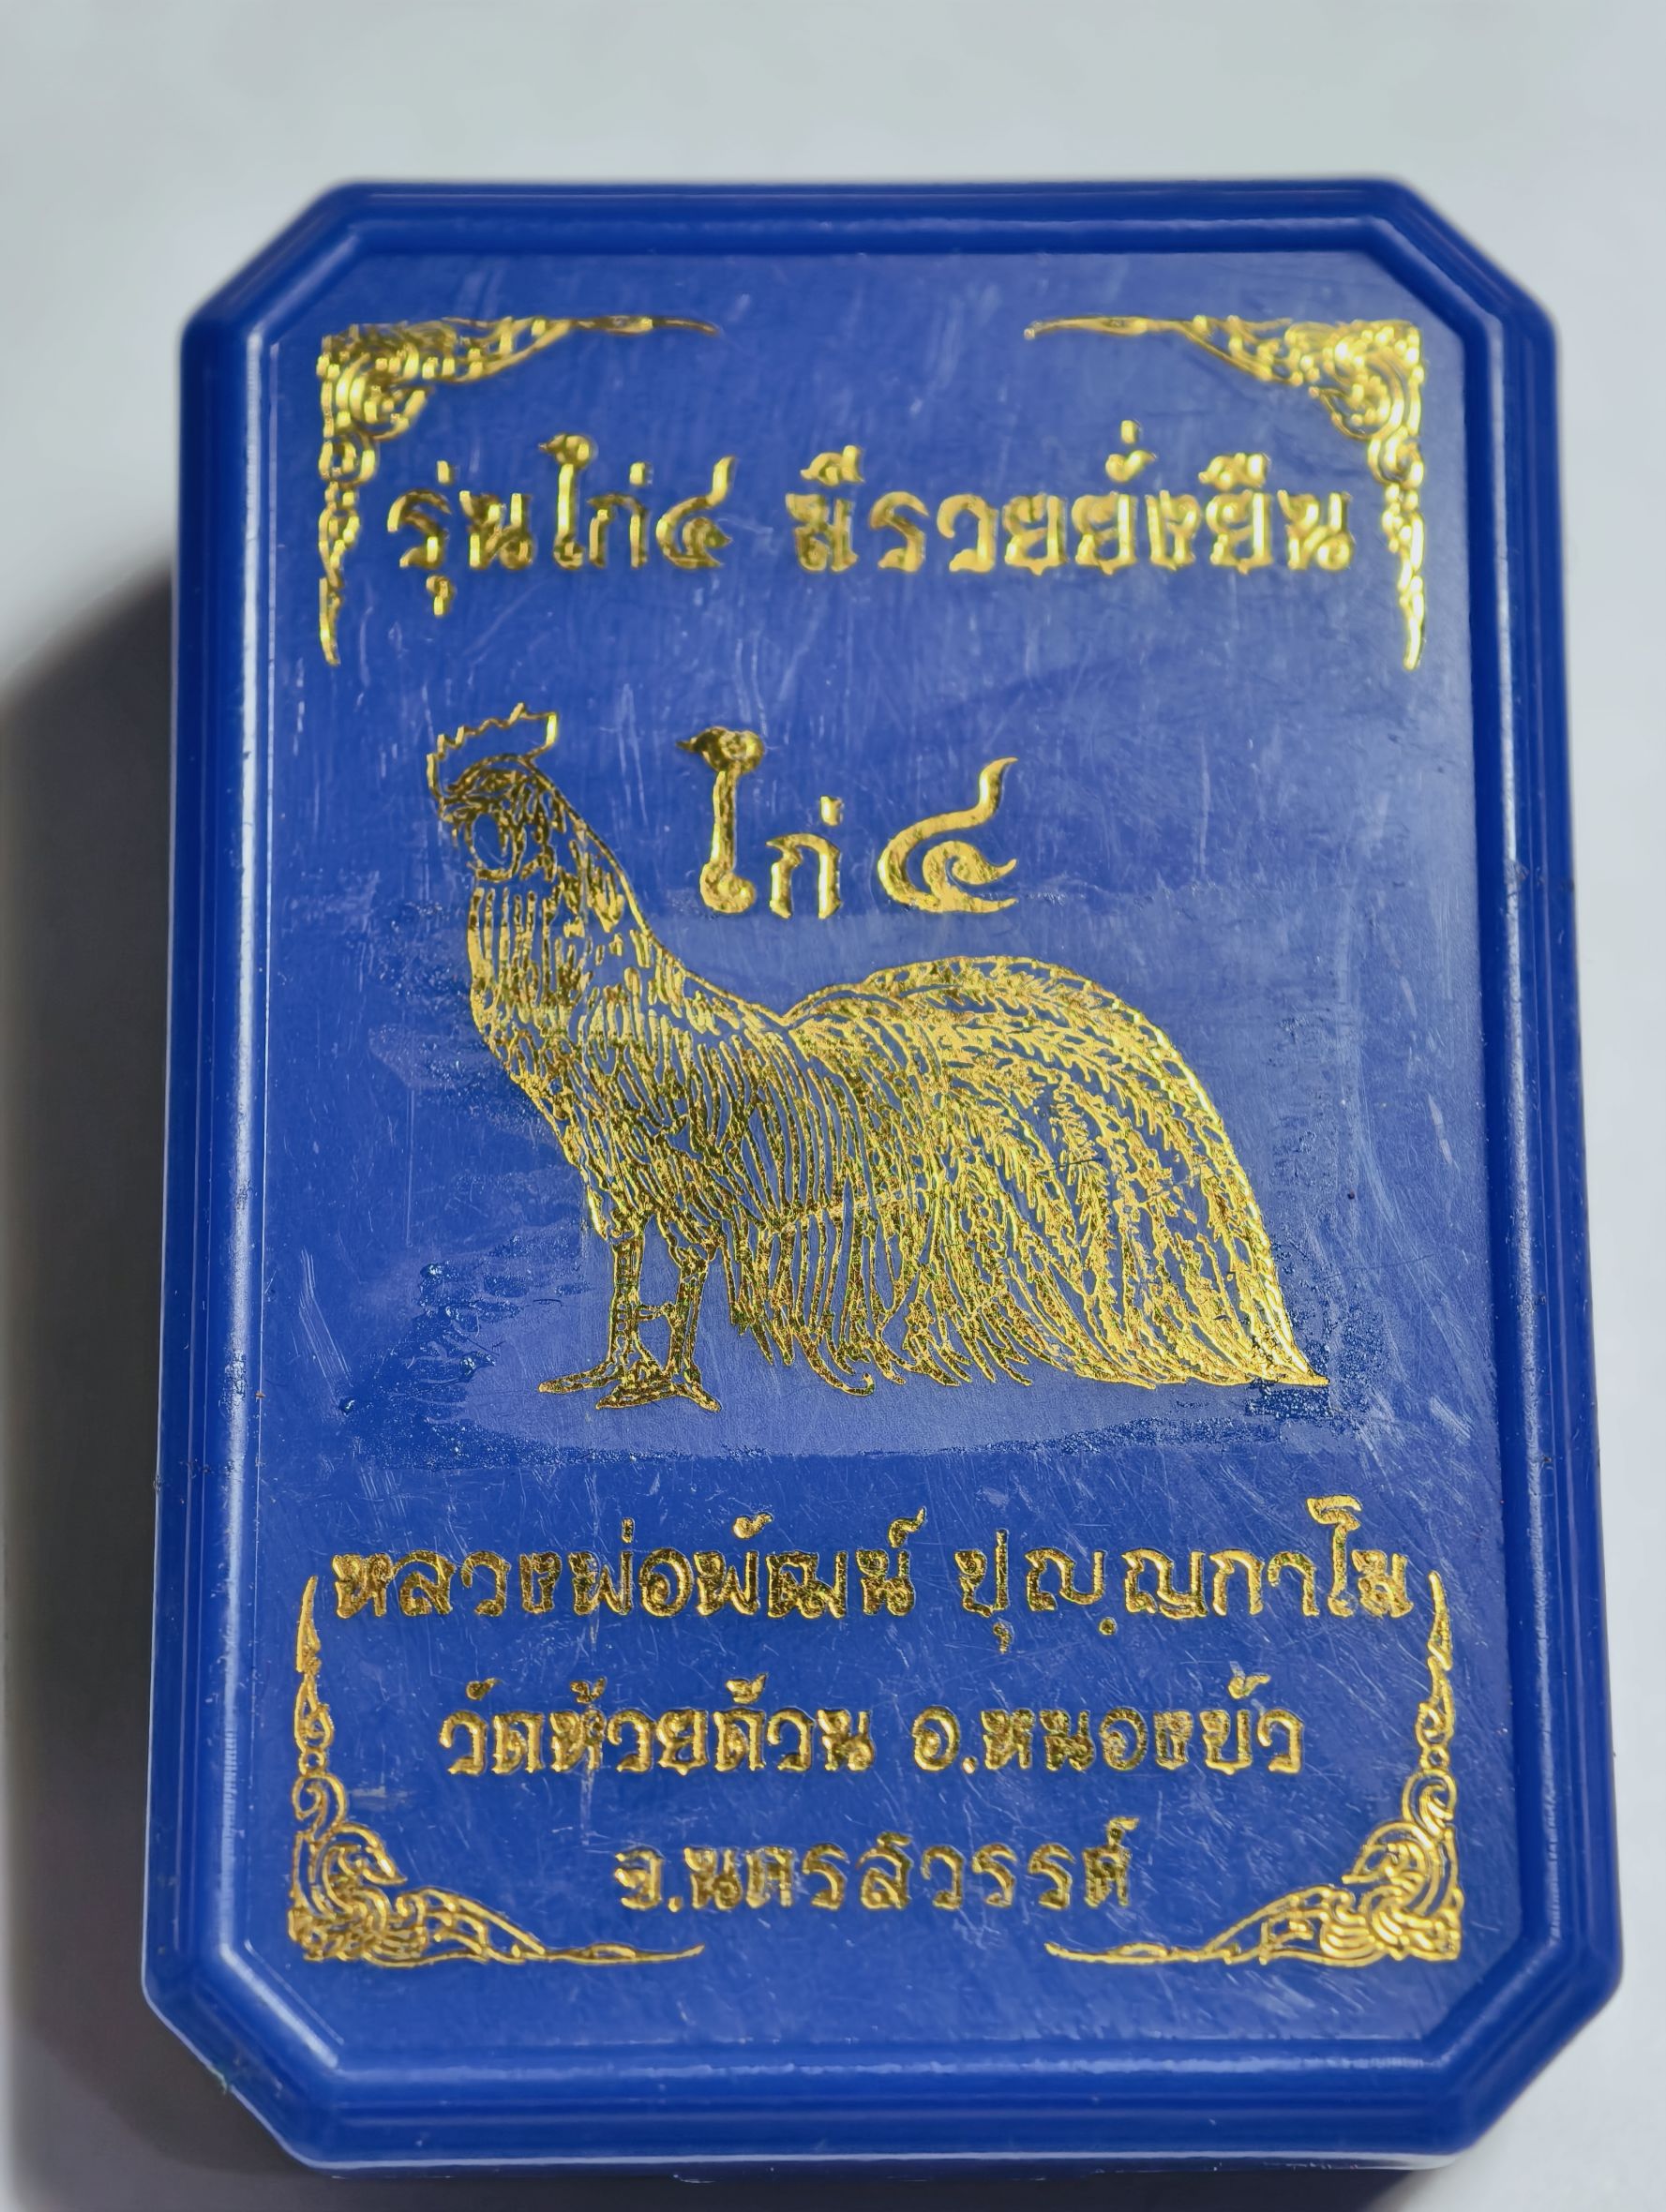 รุ่นไก่๔ มีรวยยั่งยืน
ไก่ ๔
หลวงพ่อพัฒน์ ปุญฺญกาโม
วัดห้วยด้วน อ.หนองบัว
จ.นครสวรรค์